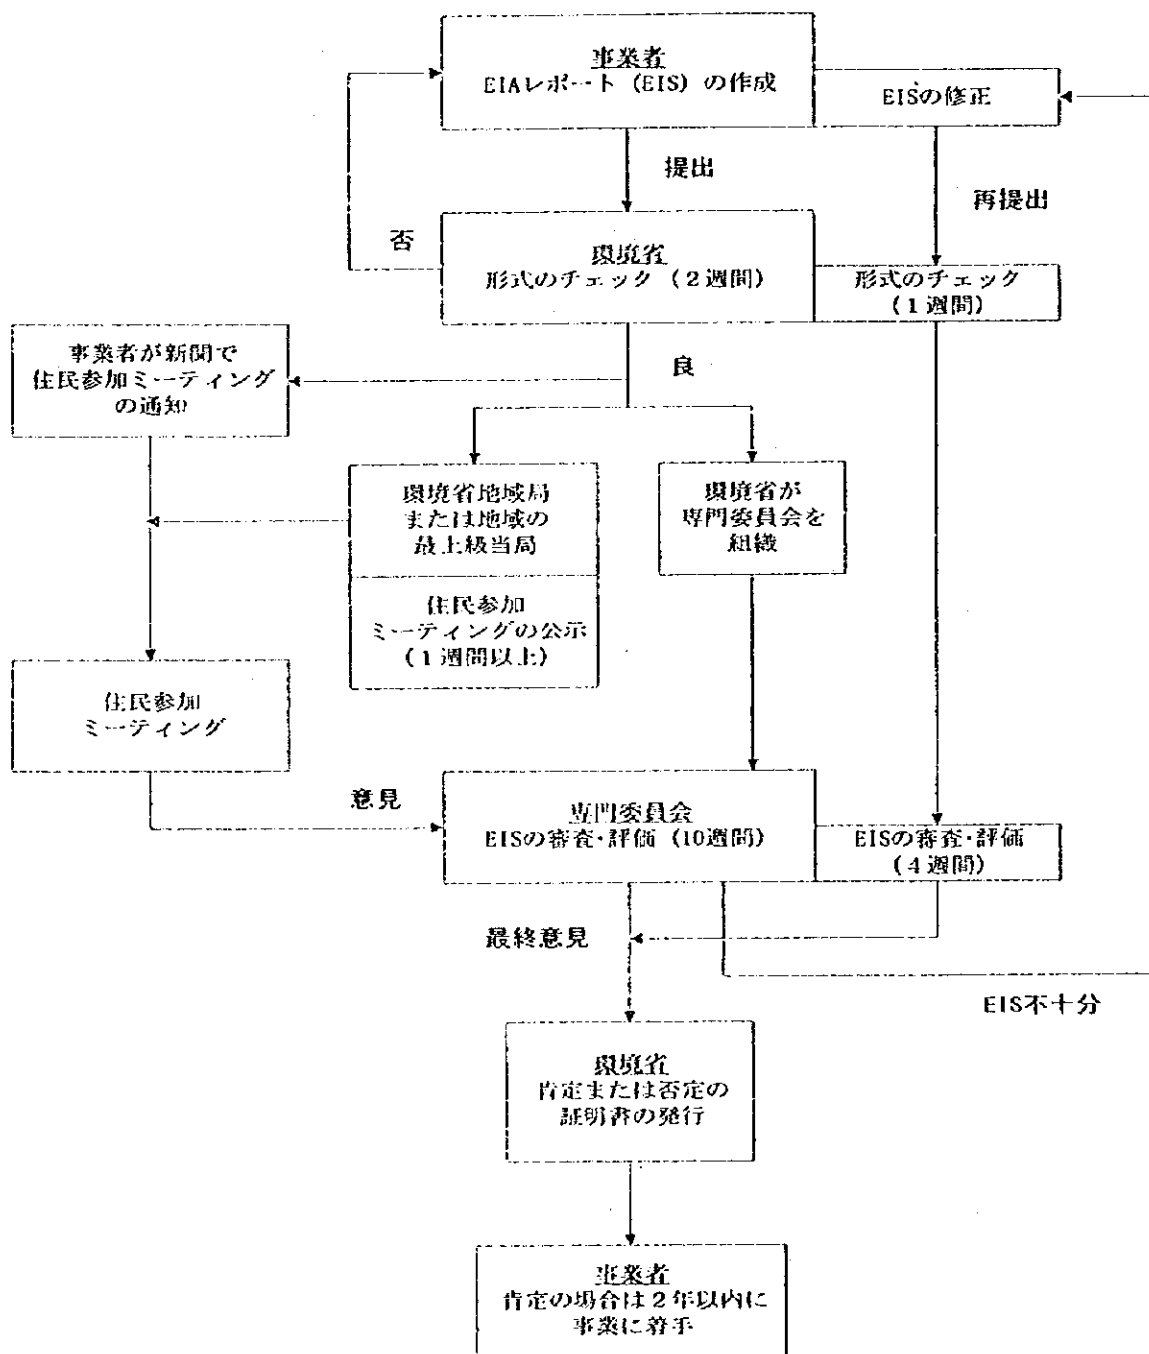 事業者
EIAレポート (EIS) の作成
EISの修正
提出
再提出
否
環境省
形式のチェック (2週間)
形式のチェック
(1週間)
事業者が新聞で
住民参加ミーティング
の通知
良
環境省地域局
または地域の
最上級当局
環境省が
専門委員会を
組織
住民参加
ミーティングの公示
(1週間以上)
住民参加
ミーティング
意見
専門委員会
EISの審査・評価 (10週間)
EISの審査・評価
(4週間)
最終意見
EIS不十分
環境省
肯定または否定の
証明書の発行
事業者
肯定の場合は2年以内に
事業に着手